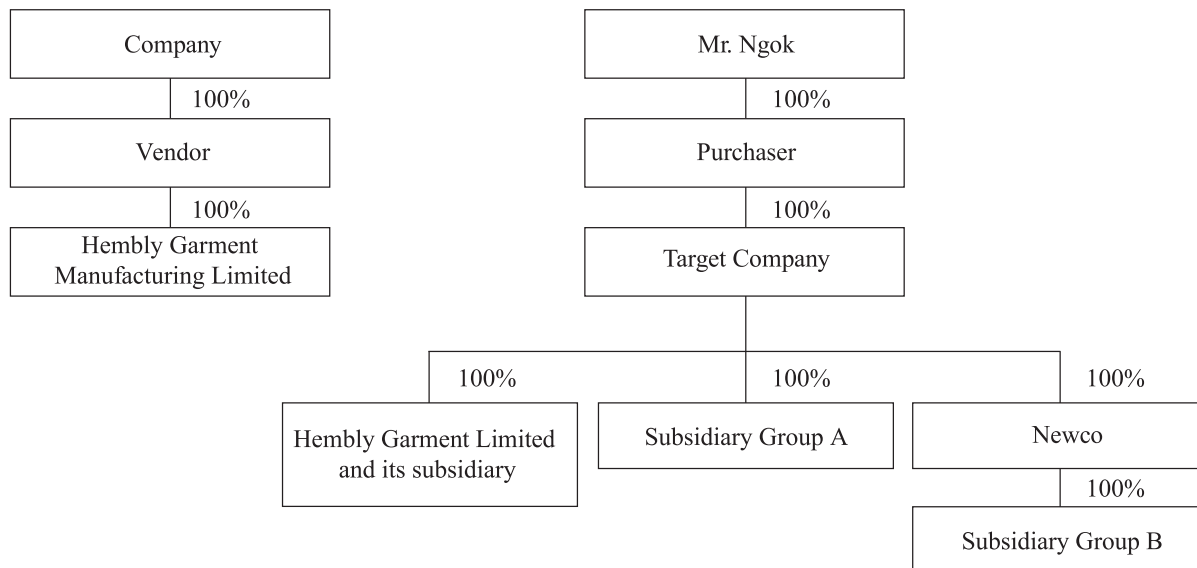 Company
Mr. Ngok
100%
100%
Vendor
Purchaser
100%
100%
Hembly Garment
Manufacturing Limited
Target Company
100%
100%
100%
Hembly Garment Limited
and its subsidiary
Subsidiary Group A
Newco
100%
Subsidiary Group B